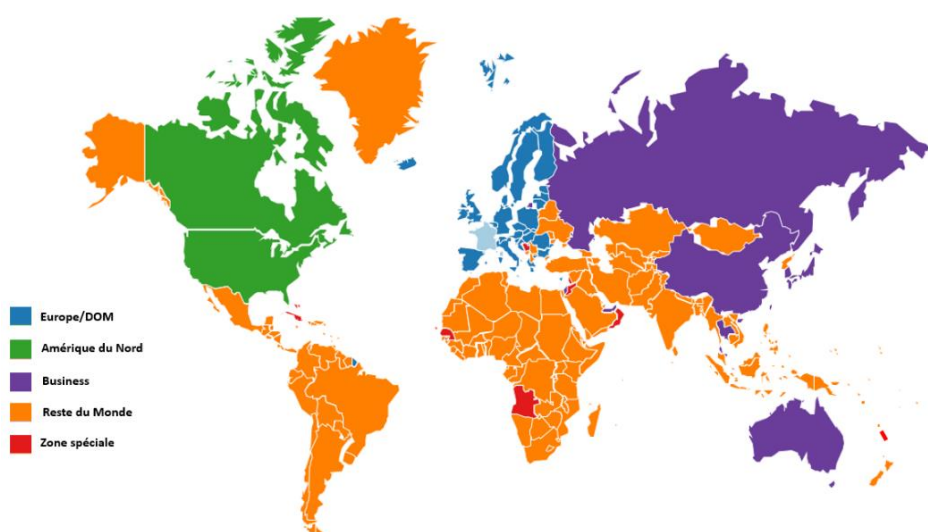 Europe/DOM
Amérique du Nord
Business
Reste du Monde
Zone spéciale